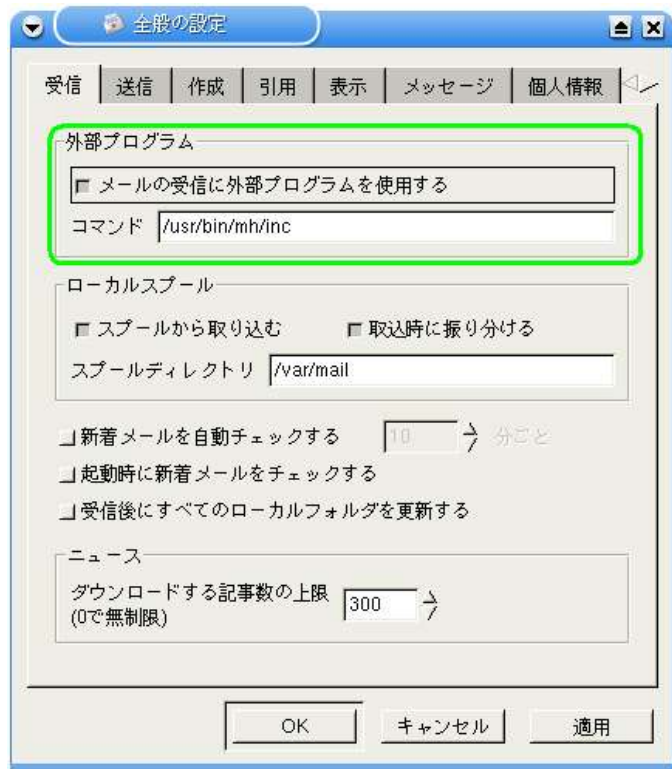 全般の設定
受信 送信 作成 引用 表示 メッセージ 個人情報
外部プログラム
メールの受信に外部プログラムを使用する
コマンド /usr/bin/mh/inc
ローカルスプール
スプールから取り込む 取込時に振り分ける
スプールディレクトリ /var/mail
新着メールを自動チェックする 10 分ごと
起動時に新着メールをチェックする
受信後にすべてのローカルフォルダを更新する
ニュース
ダウンロードする記事数の上限 300
(0で無制限)
OK キャンセル 適用